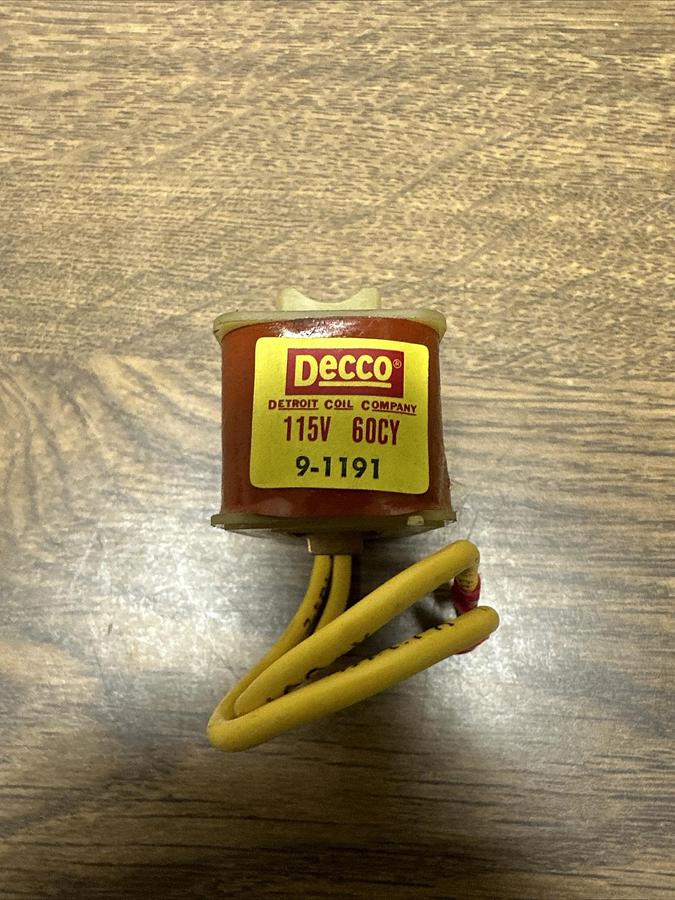 Decco®
DETROIT COIL COMPANY
115V 60CY
9-1191